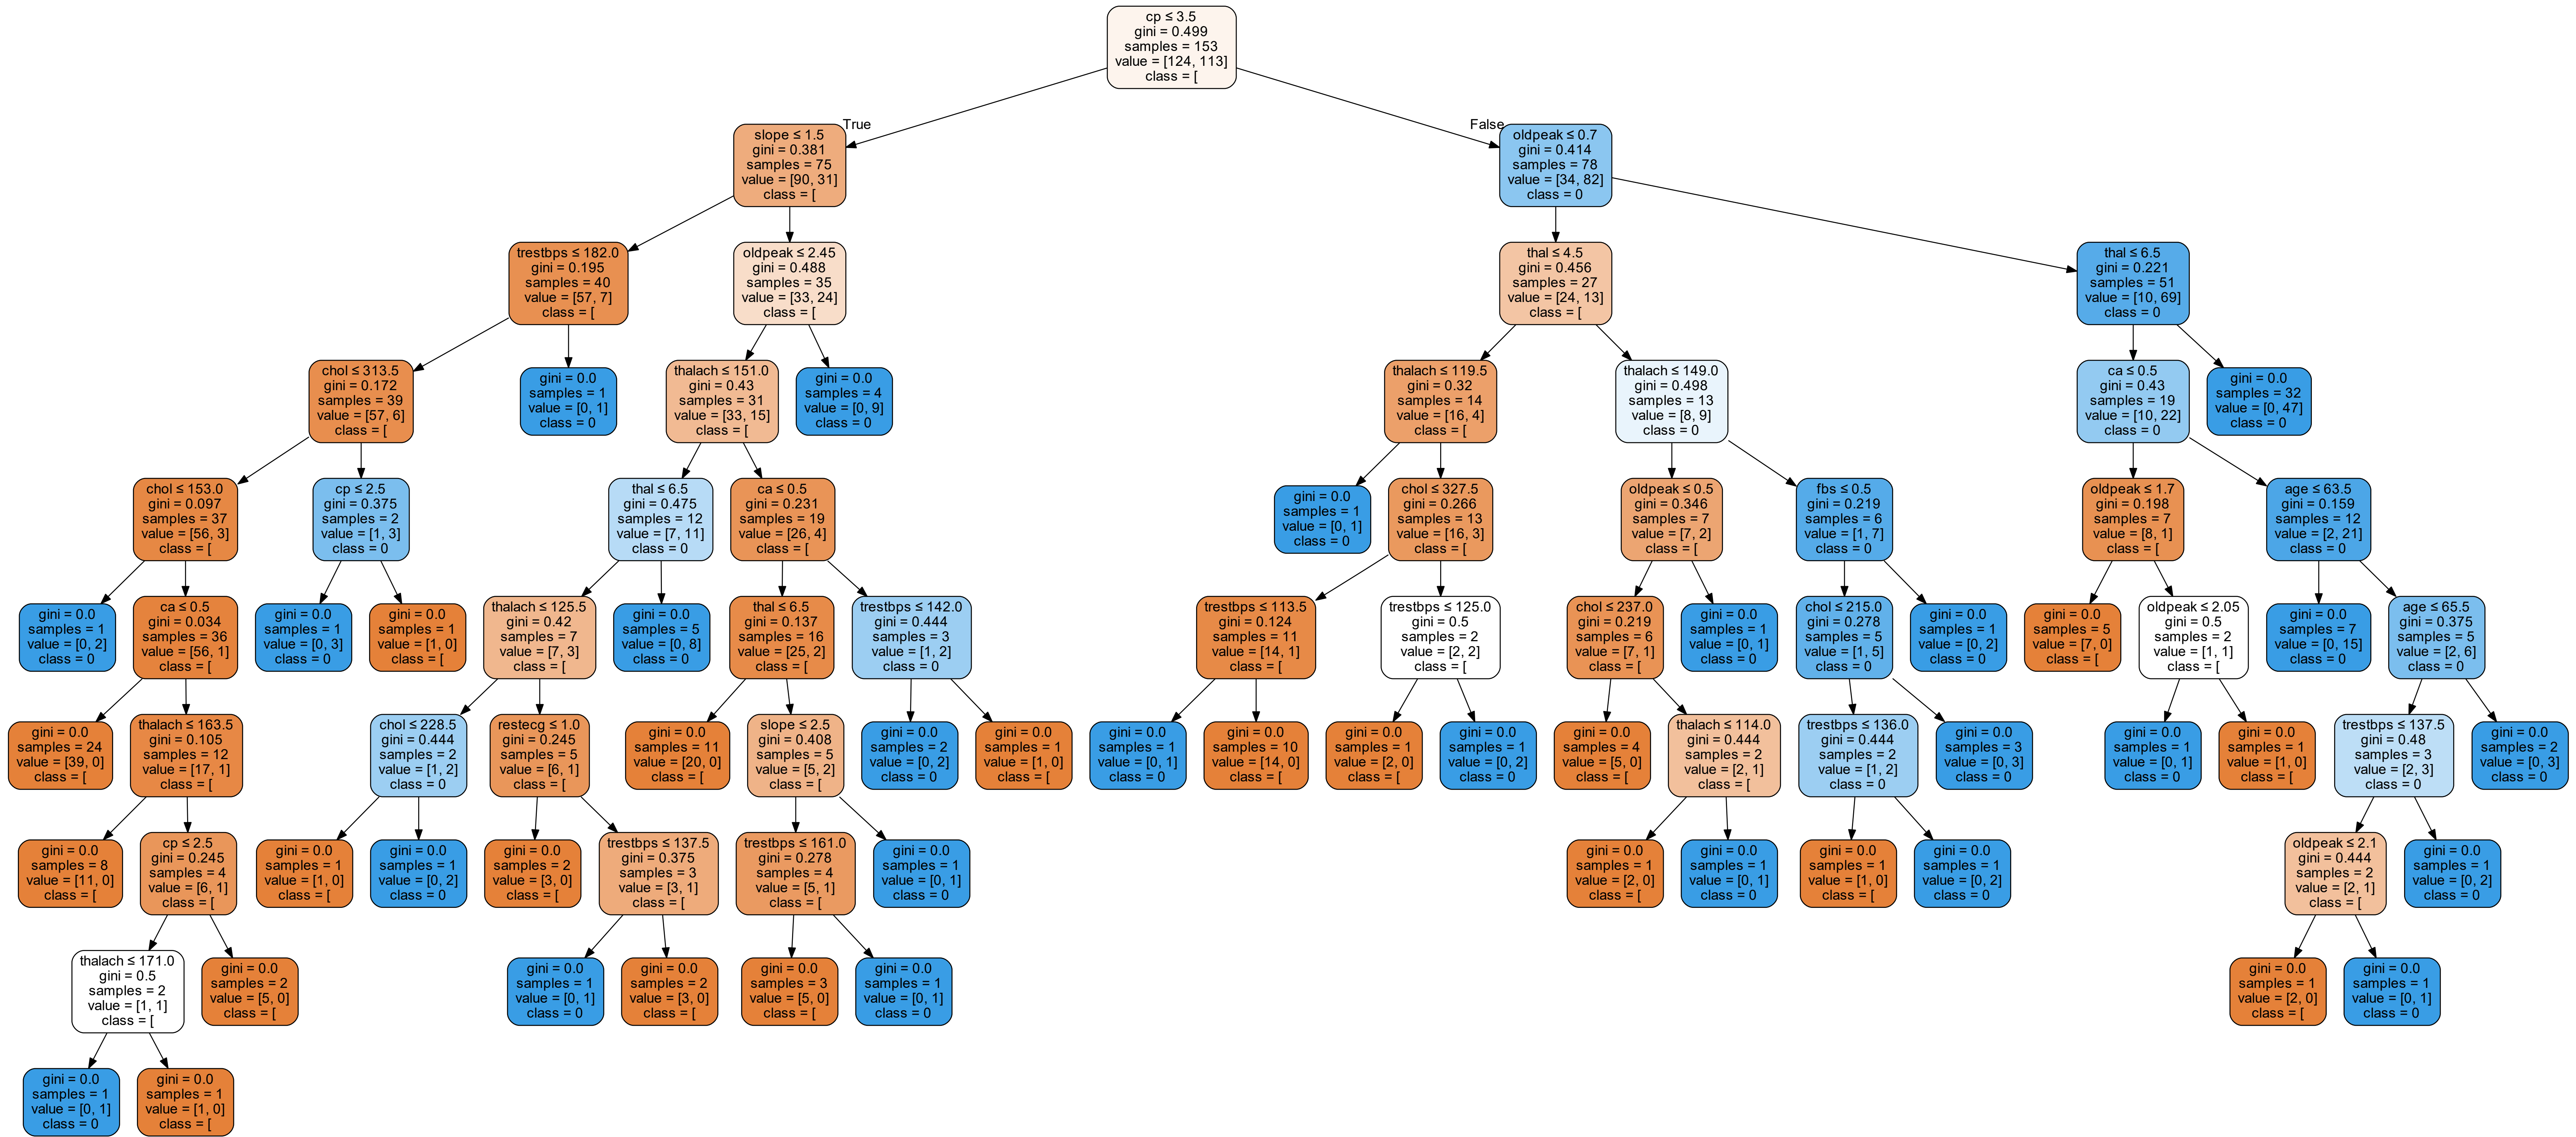 cp ≤ 3.5
gini = 0.499
samples = 153
value = [124, 113]
class = [
True
False
slope ≤ 1.5
gini = 0.381
samples = 75
value = [90, 31]
class = [
oldpeak ≤ 0.7
gini = 0.414
samples = 78
value = [34, 82]
class = 0
trestbps ≤ 182.0
gini = 0.195
samples = 40
value = [57, 7]
class = [
oldpeak ≤ 2.45
gini = 0.488
samples = 35
value = [33, 24]
class = [
thal ≤ 4.5
gini = 0.456
samples = 27
value = [24, 13]
class = [
thal ≤ 6.5
gini = 0.221
samples = 51
value = [10, 69]
class = 0
chol ≤ 313.5
gini = 0.172
samples = 39
value = [57, 6]
class = [
gini = 0.0
samples = 1
value = [0, 1]
class = 0
thalach ≤ 151.0
gini = 0.43
samples = 31
value = [33, 15]
class = [
gini = 0.0
samples = 4
value = [0, 9]
class = 0
thalach ≤ 119.5
gini = 0.32
samples = 14
value = [16, 4]
class = [
thalach ≤ 149.0
gini = 0.498
samples = 13
value = [8, 9]
class = 0
ca ≤ 0.5
gini = 0.43
samples = 19
value = [10, 22]
class = 0
gini = 0.0
samples = 32
value = [0, 47]
class = 0
chol ≤ 153.0
gini = 0.097
samples = 37
value = [56, 3]
class = [
cp ≤ 2.5
gini = 0.375
samples = 2
value = [1, 3]
class = 0
thal ≤ 6.5
gini = 0.475
samples = 12
value = [7, 11]
class = 0
ca ≤ 0.5
gini = 0.231
samples = 19
value = [26, 4]
class = [
gini = 0.0
samples = 1
value = [0, 1]
class = 0
chol ≤ 327.5
gini = 0.266
samples = 13
value = [16, 3]
class = [
oldpeak ≤ 0.5
gini = 0.346
samples = 7
value = [7, 2]
class = [
fbs ≤ 0.5
gini = 0.219
samples = 6
value = [1, 7]
class = 0
oldpeak ≤ 1.7
gini = 0.198
samples = 7
value = [8, 1]
class = [
age ≤ 63.5
gini = 0.159
samples = 12
value = [2, 21]
class = 0
gini = 0.0
samples = 1
value = [0, 2]
class = 0
ca ≤ 0.5
gini = 0.034
samples = 36
value = [56, 1]
class = [
gini = 0.0
samples = 1
value = [0, 3]
class = 0
gini = 0.0
samples = 1
value = [1, 0]
class = [
thalach ≤ 125.5
gini = 0.42
samples = 7
value = [7, 3]
class = [
gini = 0.0
samples = 5
value = [0, 8]
class = 0
thal ≤ 6.5
gini = 0.137
samples = 16
value = [25, 2]
class = [
trestbps ≤ 142.0
gini = 0.444
samples = 3
value = [1, 2]
class = 0
trestbps ≤ 113.5
gini = 0.124
samples = 11
value = [14, 1]
class = [
trestbps ≤ 125.0
gini = 0.5
samples = 2
value = [2, 2]
class = [
chol ≤ 237.0
gini = 0.219
samples = 6
value = [7, 1]
class = [
gini = 0.0
samples = 1
value = [0, 1]
class = 0
chol ≤ 215.0
gini = 0.278
samples = 5
value = [1, 5]
class = 0
gini = 0.0
samples = 1
value = [0, 2]
class = 0
gini = 0.0
samples = 5
value = [7, 0]
class = [
oldpeak ≤ 2.05
gini = 0.5
samples = 2
value = [1, 1]
class = [
gini = 0.0
samples = 7
value = [0, 15]
class = 0
age ≤ 65.5
gini = 0.375
samples = 5
value = [2, 6]
class = 0
gini = 0.0
samples = 24
value = [39, 0]
class = [
thalach ≤ 163.5
gini = 0.105
samples = 12
value = [17, 1]
class = [
chol ≤ 228.5
gini = 0.444
samples = 2
value = [1, 2]
class = 0
restecg ≤ 1.0
gini = 0.245
samples = 5
value = [6, 1]
class = [
gini = 0.0
samples = 11
value = [20, 0]
class = [
slope ≤ 2.5
gini = 0.408
samples = 5
value = [5, 2]
class = [
gini = 0.0
samples = 2
value = [0, 2]
class = 0
gini = 0.0
samples = 1
value = [1, 0]
class = [
gini = 0.0
samples = 1
value = [0, 1]
class = 0
gini = 0.0
samples = 10
value = [14, 0]
class = [
gini = 0.0
samples = 1
value = [2, 0]
class = [
gini = 0.0
samples = 1
value = [0, 2]
class = 0
gini = 0.0
samples = 4
value = [5, 0]
class = [
thalach ≤ 114.0
gini = 0.444
samples = 2
value = [2, 1]
class = [
trestbps ≤ 136.0
gini = 0.444
samples = 2
value = [1, 2]
class = 0
gini = 0.0
samples = 3
value = [0, 3]
class = 0
gini = 0.0
samples = 1
value = [0, 1]
class = 0
gini = 0.0
samples = 1
value = [1, 0]
class = [
trestbps ≤ 137.5
gini = 0.48
samples = 3
value = [2, 3]
class = 0
gini = 0.0
samples = 2
value = [0, 3]
class = 0
gini = 0.0
samples = 8
value = [11, 0]
class = [
cp ≤ 2.5
gini = 0.245
samples = 4
value = [6, 1]
class = [
gini = 0.0
samples = 1
value = [1, 0]
class = [
gini = 0.0
samples = 1
value = [0, 2]
class = 0
gini = 0.0
samples = 2
value = [3, 0]
class = [
trestbps ≤ 137.5
gini = 0.375
samples = 3
value = [3, 1]
class = [
trestbps ≤ 161.0
gini = 0.278
samples = 4
value = [5, 1]
class = [
gini = 0.0
samples = 1
value = [0, 1]
class = 0
gini = 0.0
samples = 1
value = [2, 0]
class = [
gini = 0.0
samples = 1
value = [0, 1]
class = 0
gini = 0.0
samples = 1
value = [1, 0]
class = [
gini = 0.0
samples = 1
value = [0, 2]
class = 0
oldpeak ≤ 2.1
gini = 0.444
samples = 2
value = [2, 1]
class = [
gini = 0.0
samples = 1
value = [0, 2]
class = 0
thalach ≤ 171.0
gini = 0.5
samples = 2
value = [1, 1]
class = [
gini = 0.0
samples = 2
value = [5, 0]
class = [
gini = 0.0
samples = 1
value = [0, 1]
class = 0
gini = 0.0
samples = 2
value = [3, 0]
class = [
gini = 0.0
samples = 3
value = [5, 0]
class = [
gini = 0.0
samples = 1
value = [0, 1]
class = 0
gini = 0.0
samples = 1
value = [2, 0]
class = [
gini = 0.0
samples = 1
value = [0, 1]
class = 0
gini = 0.0
samples = 1
value = [0, 1]
class = 0
gini = 0.0
samples = 1
value = [1, 0]
class = [